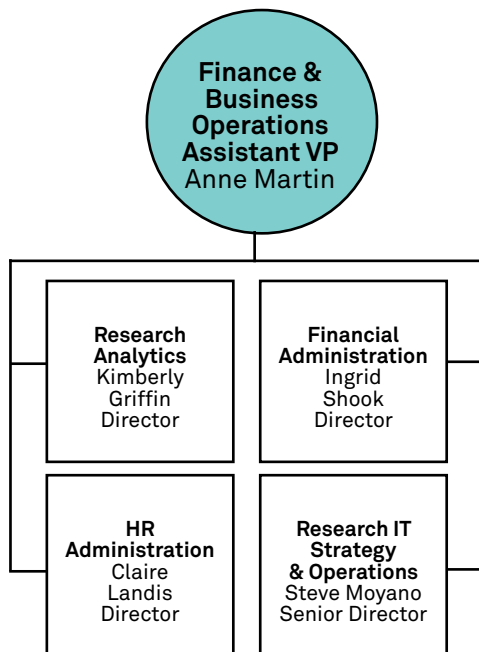 Finance &
Business
Operations
Assistant VP
Anne Martin
Research
Analytics
Kimberly
Griffin
Director
Financial
Administration
Ingrid
Shook
Director
HR
Administration
Claire
Landis
Director
Research IT
Strategy
& Operations
Steve Moyano
Senior Director